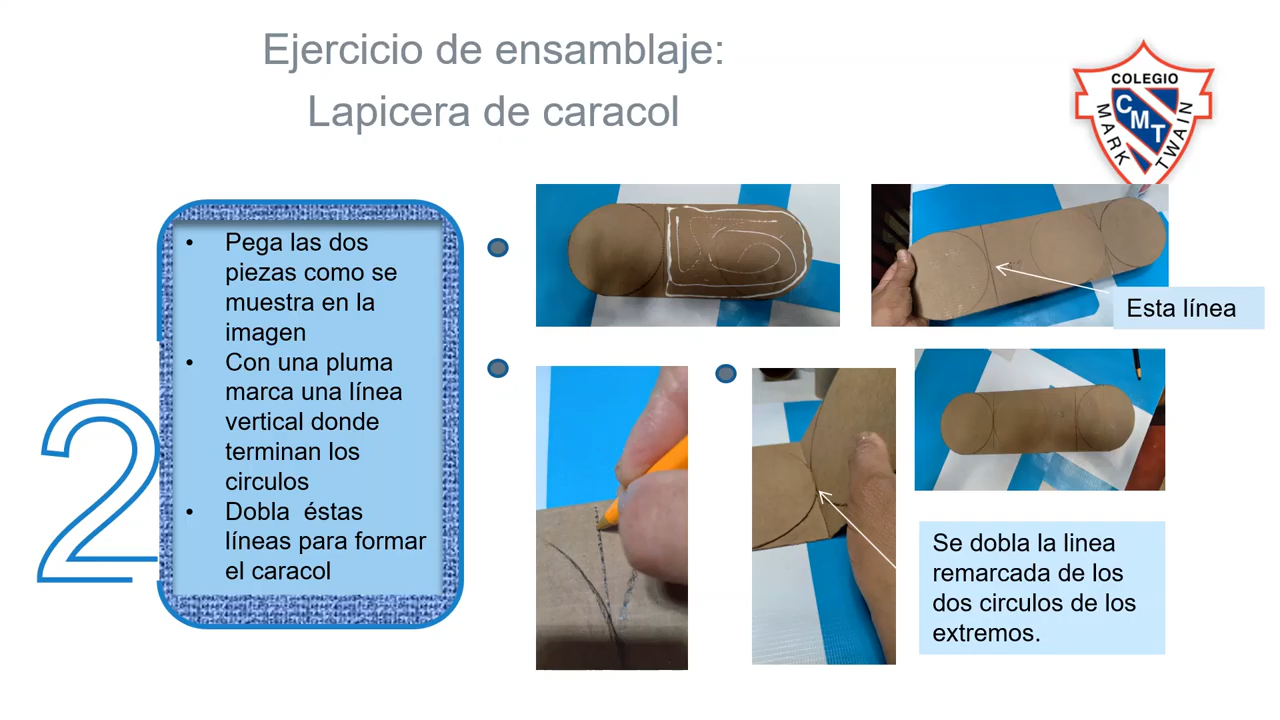 Ejercicio de ensamblaje:
Lapicera de caracol
COLEGIO
CMT
MARK TWAIN
2
• Pega las dos
piezas como se
muestra en la
imagen
• Con una pluma
marca una línea
vertical donde
terminan los
circulos
• Dobla éstas
líneas para formar
el caracol
Esta línea
Se dobla la linea
remarcada de los
dos circulos de los
extremos.